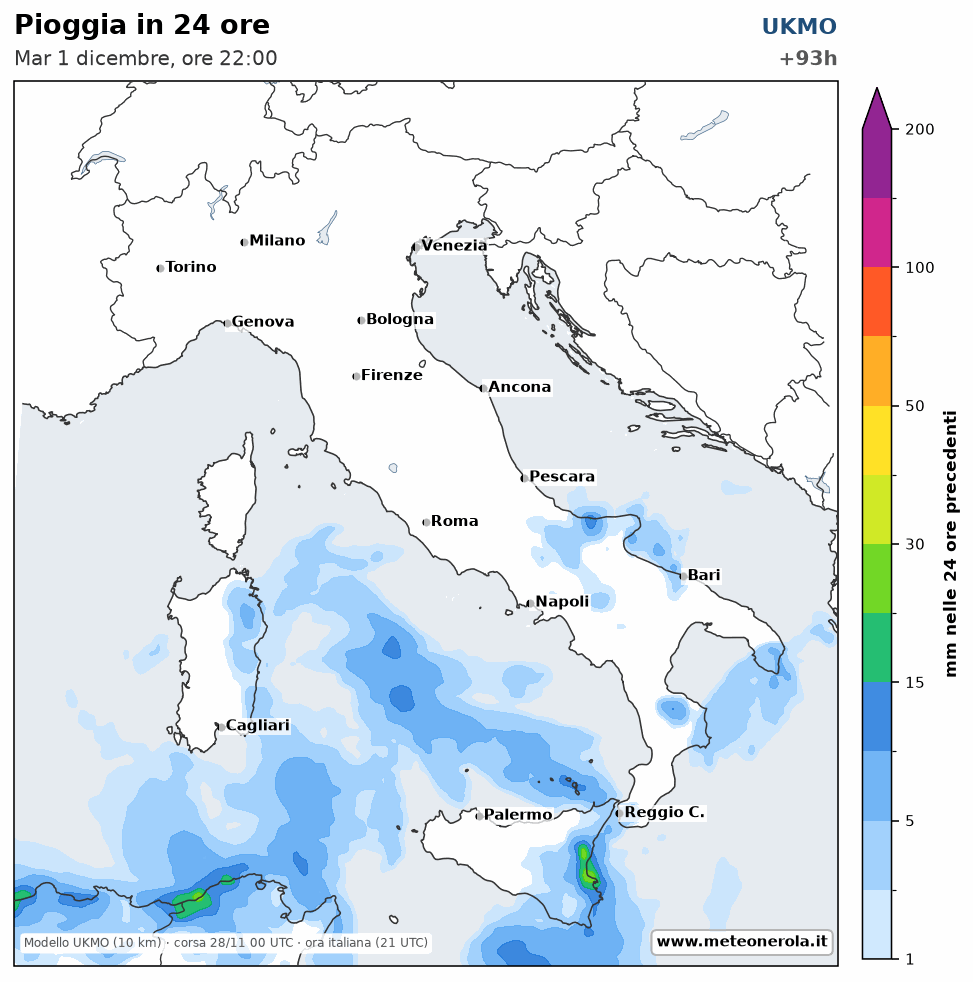 Pioggia in 24 ore
UKMO
Mar 1 dicembre, ore 22:00
+93h
Milano
Venezia
Torino
Genova
Bologna
Firenze
Ancona
Pescara
Roma
Bari
Napoli
Cagliari
Palermo
Reggio C.
200
100
50
30
15
5
1
mm nelle 24 ore precedenti
Modello UKMO (10 km) · corsa 28/11 00 UTC · ora italiana (21 UTC)
www.meteonerola.it